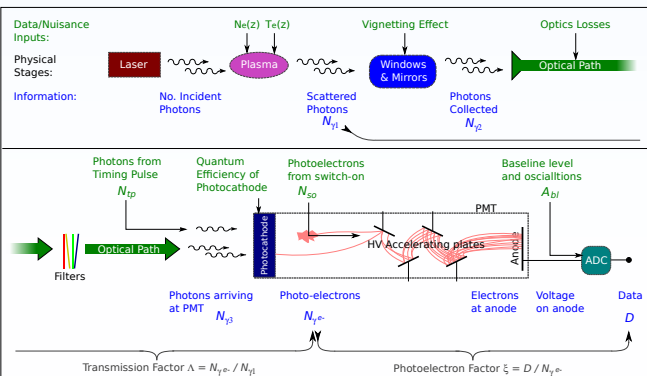 Data/Nuisance
Inputs:
Ne(z) Te(z)
Vignetting Effect
Optics Losses
Physical
Stages:
Laser
Plasma
Windows
& Mirrors
Optical Path
Information:
No. Incident
Photons
Scattered
Photons
Nγ1
Photons
Collected
Nγ2
Photons from
Timing Pulse
Ntp
Quantum
Efficiency of
Photocathode
Photoelectrons
from switch-on
Nso
Baseline level
and oscialltions
Abl
PMT
Filters
Optical Path
Photocathode
HV Accelerating plates
Anode
ADC
Photons arriving
at PMT
Nγ3
Photo-electrons
Nγe-
Electrons
at anode
Voltage
on anode
Data
D
Transmission Factor Λ = Nγe- / Nγ1
Photoelectron Factor ξ = D / Nγe-